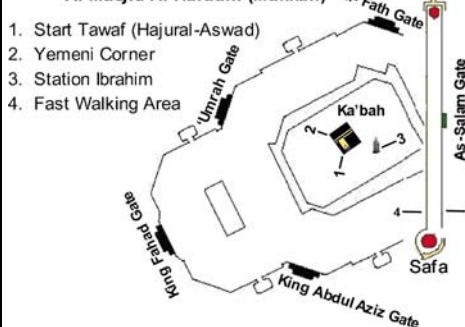 1. Start Tawaf (Hajural-Aswad)
2. Yemeni Corner
3. Station Ibrahim
4. Fast Walking Area
Fath Gate
'Umrah Gate
As-Salam Gate
Ka'bah
2
3
1
4
King Fahad Gate
Safa
King Abdul Aziz Gate